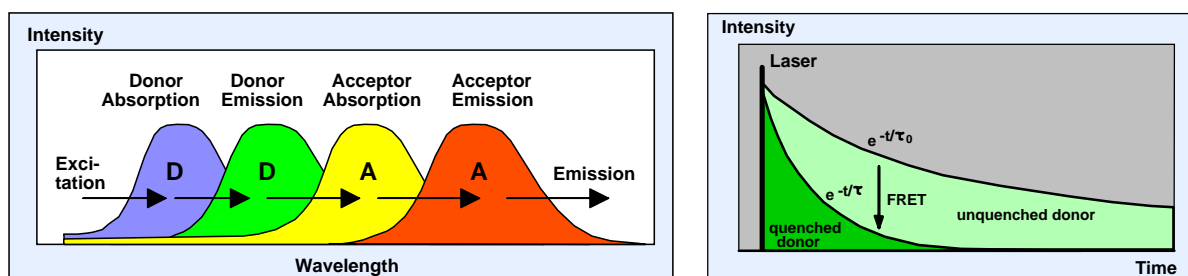 Intensity
Donor
Absorption
Donor
Emission
Acceptor
Absorption
Acceptor
Emission
Exci-
tation
D
D
A
A
Emission
Wavelength
Intensity
Laser
e -t/τ0
e -t/τ
FRET
unquenched donor
quenched
donor
Time